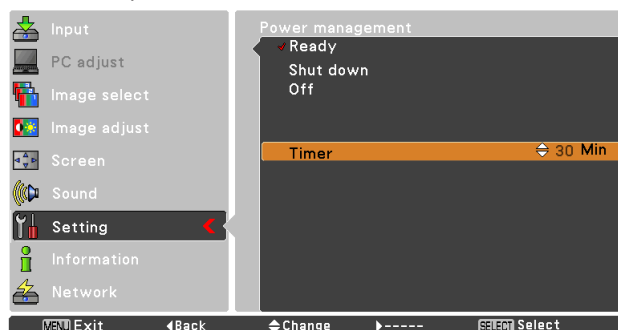 Input
PC adjust
Image select
Image adjust
Screen
Sound
Setting
Information
Network
Power management
Ready
Shut down
Off
Timer 30 Min
MENU Exit Back Change ----- SELECT Select